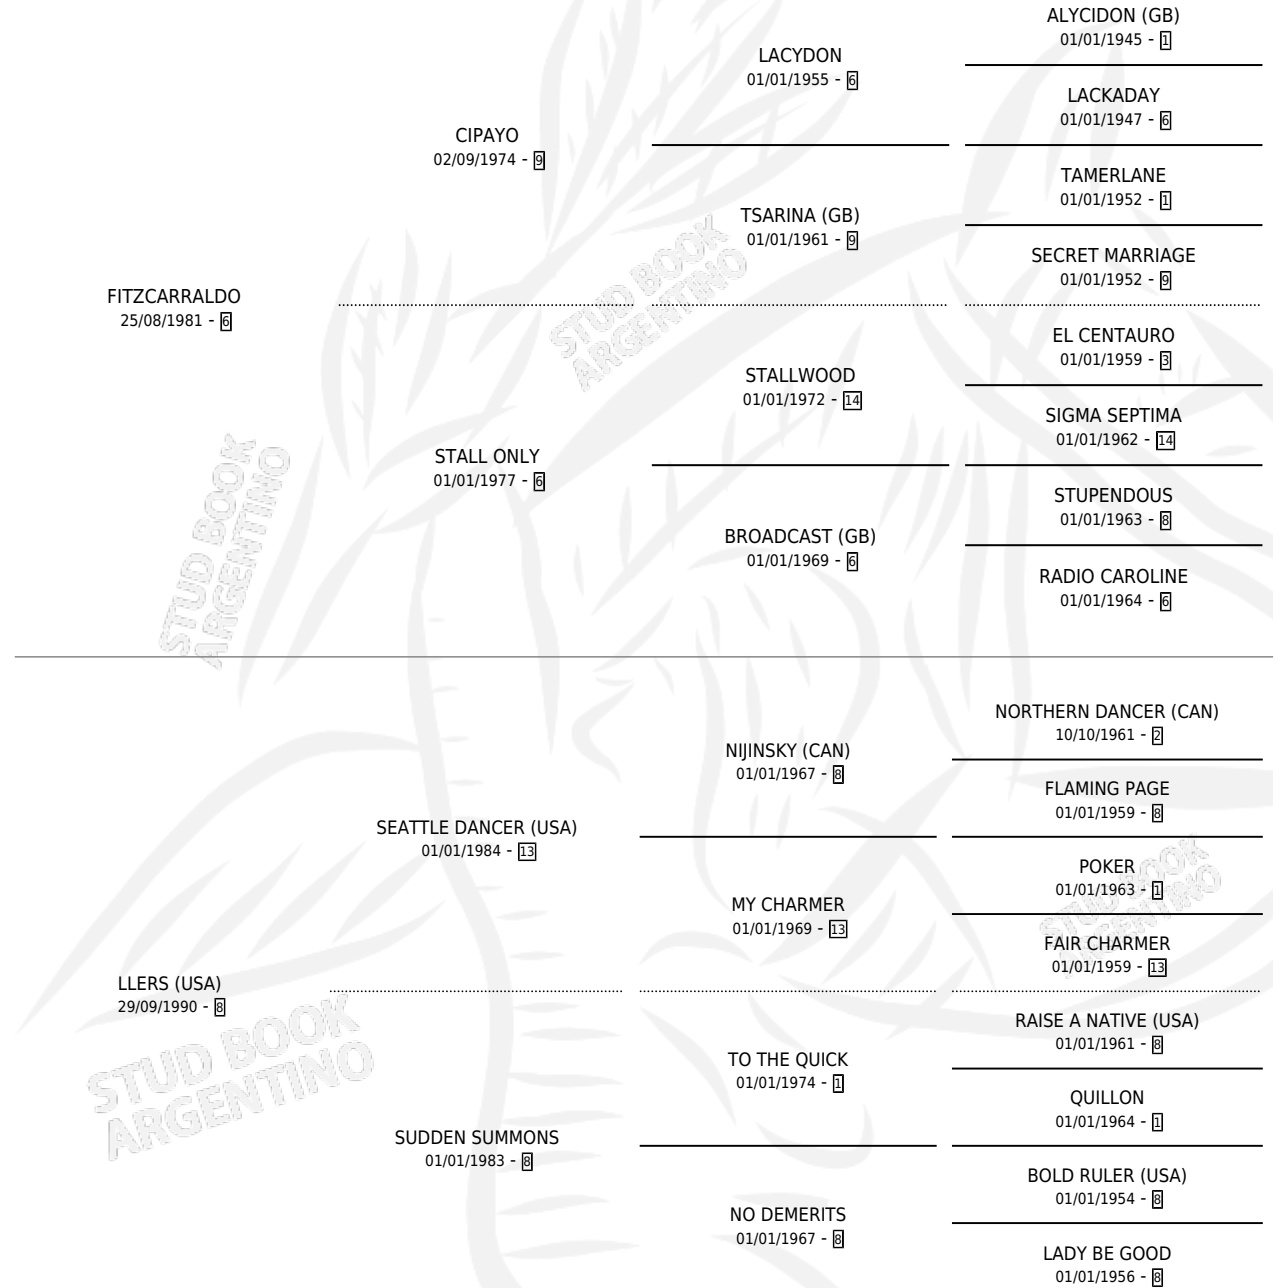 ALYCIDON (GB)
01/01/1945 - 1
LACYDON
01/01/1955 - 6
LACKADAY
01/01/1947 - 6
CIPAYO
02/09/1974 - 9
TAMERLANE
01/01/1952 - 1
TSARINA (GB)
01/01/1961 - 9
SECRET MARRIAGE
01/01/1952 - 9
FITZCARRALDO
25/08/1981 - 6
EL CENTAURO
01/01/1959 - 3
STALLWOOD
01/01/1972 - 14
SIGMA SEPTIMA
01/01/1962 - 14
STALL ONLY
01/01/1977 - 6
STUPENDOUS
01/01/1963 - 8
BROADCAST (GB)
01/01/1969 - 6
RADIO CAROLINE
01/01/1964 - 6
NORTHERN DANCER (CAN)
10/10/1961 - 2
NIJINSKY (CAN)
01/01/1967 - 8
FLAMING PAGE
01/01/1959 - 8
SEATTLE DANCER (USA)
01/01/1984 - 13
POKER
01/01/1963 - 1
MY CHARMER
01/01/1969 - 13
FAIR CHARMER
01/01/1959 - 13
LLERS (USA)
29/09/1990 - 8
RAISE A NATIVE (USA)
01/01/1961 - 8
TO THE QUICK
01/01/1974 - 1
QUILLON
01/01/1964 - 1
SUDDEN SUMMONS
01/01/1983 - 8
BOLD RULER (USA)
01/01/1954 - 8
NO DEMERITS
01/01/1967 - 8
LADY BE GOOD
01/01/1956 - 8
STUD BOOK
ARGENTINO
STUD BOOK
ARGENTINO
STUD BOOK
ARGENTINO
STUD BOOK
ARGENTINO